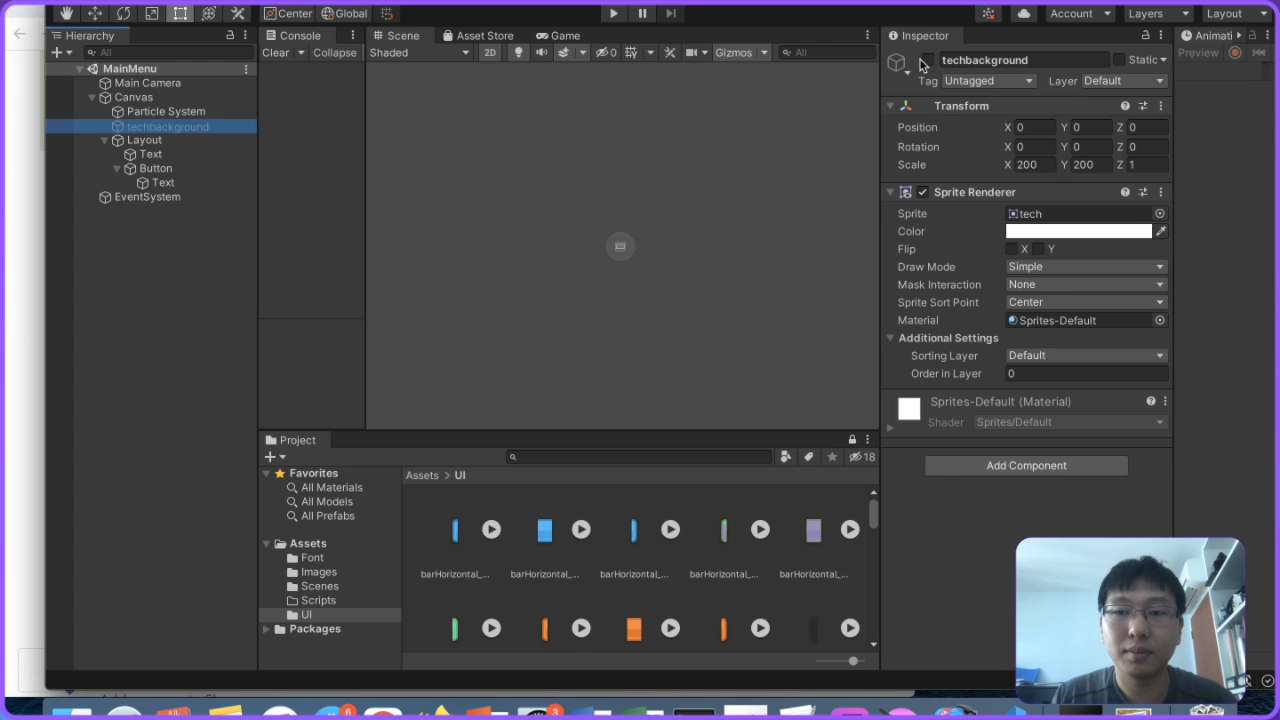 Center Global Account Layers Layout
Hierarchy Console Scene Asset Store Game Inspector Animati
All Clear Collapse Shaded 2D 0 Gizmos All techbackground Static Preview
MainMenu
Main Camera
Canvas
Particle System
techbackground
Layout
Text
Button
Text
EventSystem
Tag Untagged Layer Default
Transform
Position X 0 Y 0 Z 0
Rotation X 0 Y 0 Z 0
Scale X 200 Y 200 Z 1
Sprite Renderer
Sprite tech
Color
Flip X Y
Draw Mode Simple
Mask Interaction None
Sprite Sort Point Center
Material Sprites-Default
Additional Settings
Sorting Layer Default
Order in Layer 0
Sprites-Default (Material)
Shader Sprites/Default
Add Component
Project
18
Favorites
All Materials
All Models
All Prefabs
Assets
Font
Images
Scenes
Scripts
UI
Packages
Assets > UI
barHorizontal_... barHorizontal_... barHorizontal_... barHorizontal_... barHorizontal_...
6 3